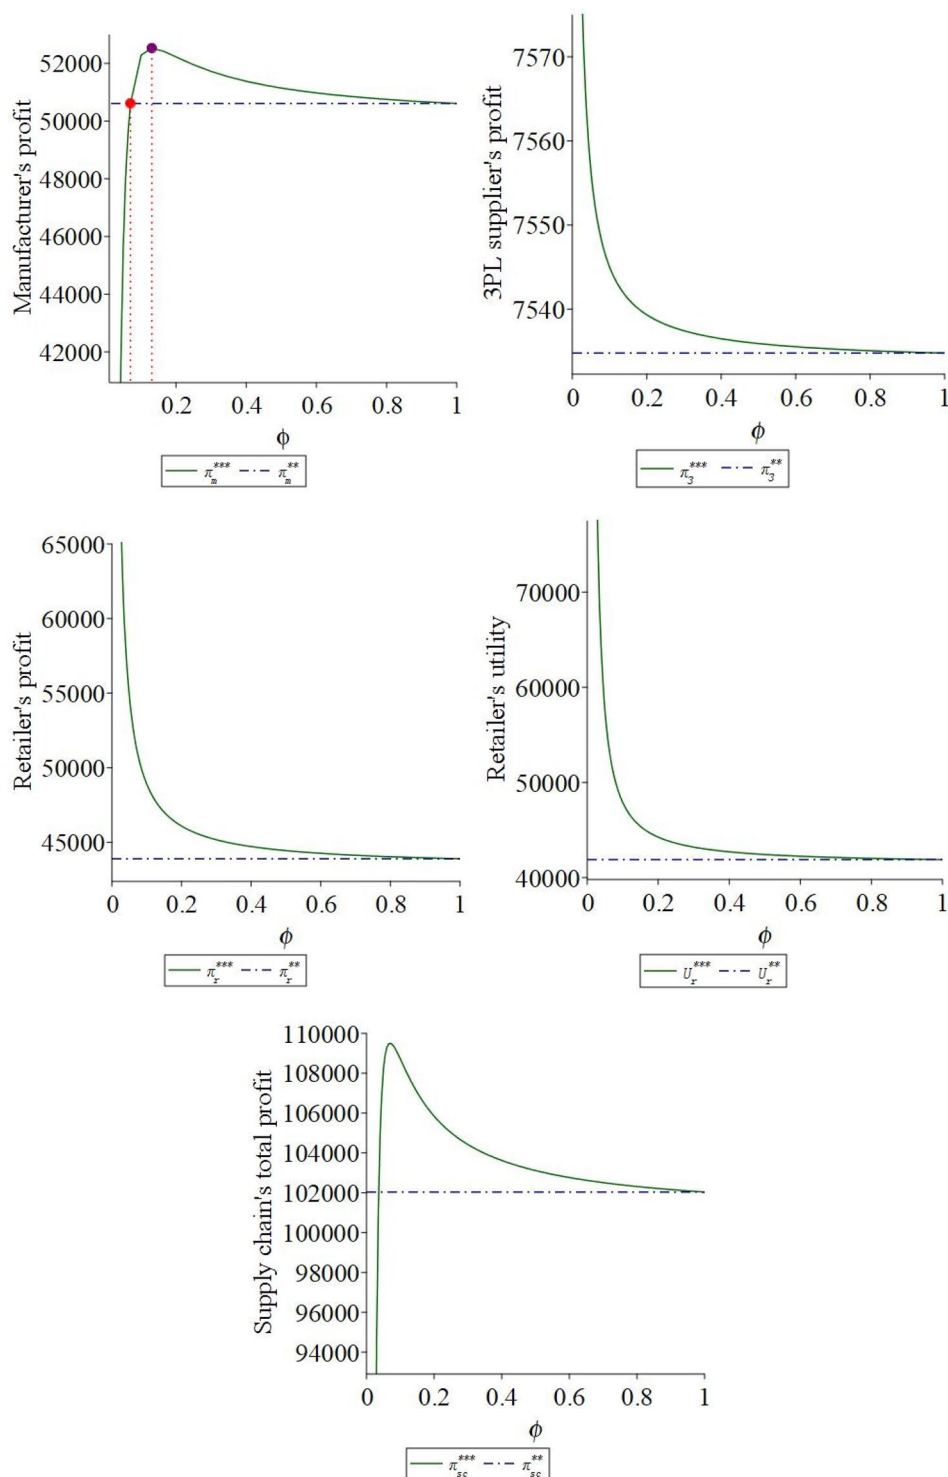 Manufacturer's profit
52000
50000
48000
46000
44000
42000
0.2 0.4 0.6 0.8 1
ϕ
π_m^*** π_m^**
3PL supplier's profit
7570
7560
7550
7540
0 0.2 0.4 0.6 0.8 1
ϕ
π_3^*** π_3^**
Retailer's profit
65000
60000
55000
50000
45000
0 0.2 0.4 0.6 0.8 1
ϕ
π_r^*** π_r^**
Retailer's utility
70000
60000
50000
40000
0 0.2 0.4 0.6 0.8 1
ϕ
U_r^*** U_r^**
Supply chain's total profit
110000
108000
106000
104000
102000
100000
98000
96000
94000
0 0.2 0.4 0.6 0.8 1
ϕ
π_sc^*** π_sc^**